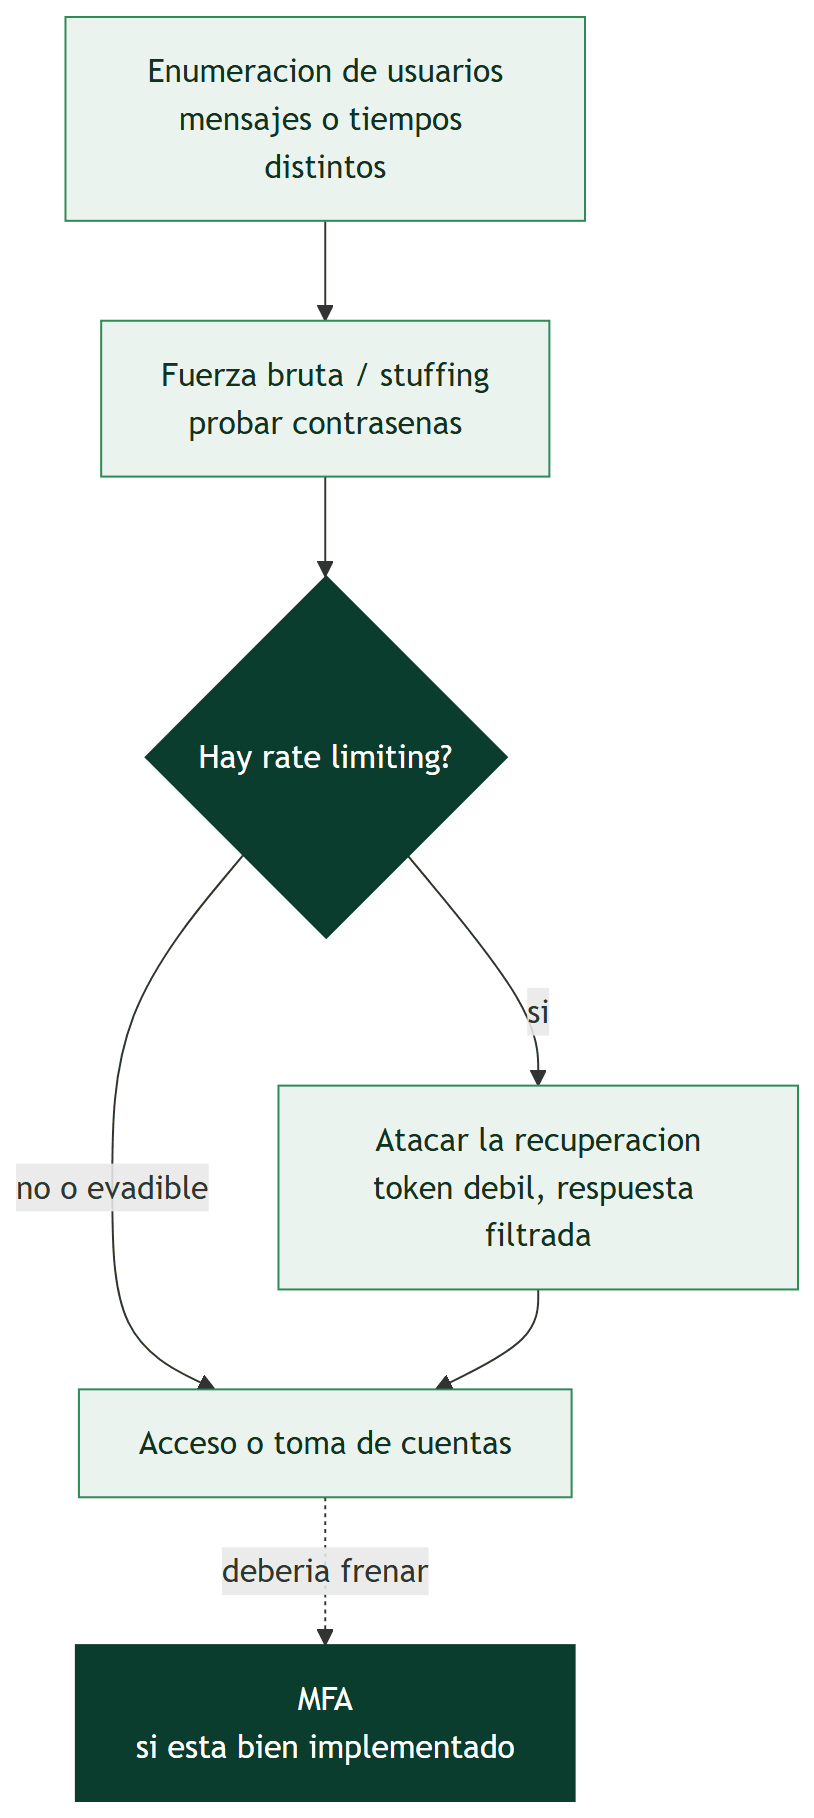 Enumeracion de usuarios
mensajes o tiempos
distintos
Fuerza bruta / stuffing
probar contrasenas
Hay rate limiting?
si
Atacar la recuperacion
token debil, respuesta
filtrada
no o evadible
Acceso o toma de cuentas
deberia frenar
MFA
si esta bien implementado